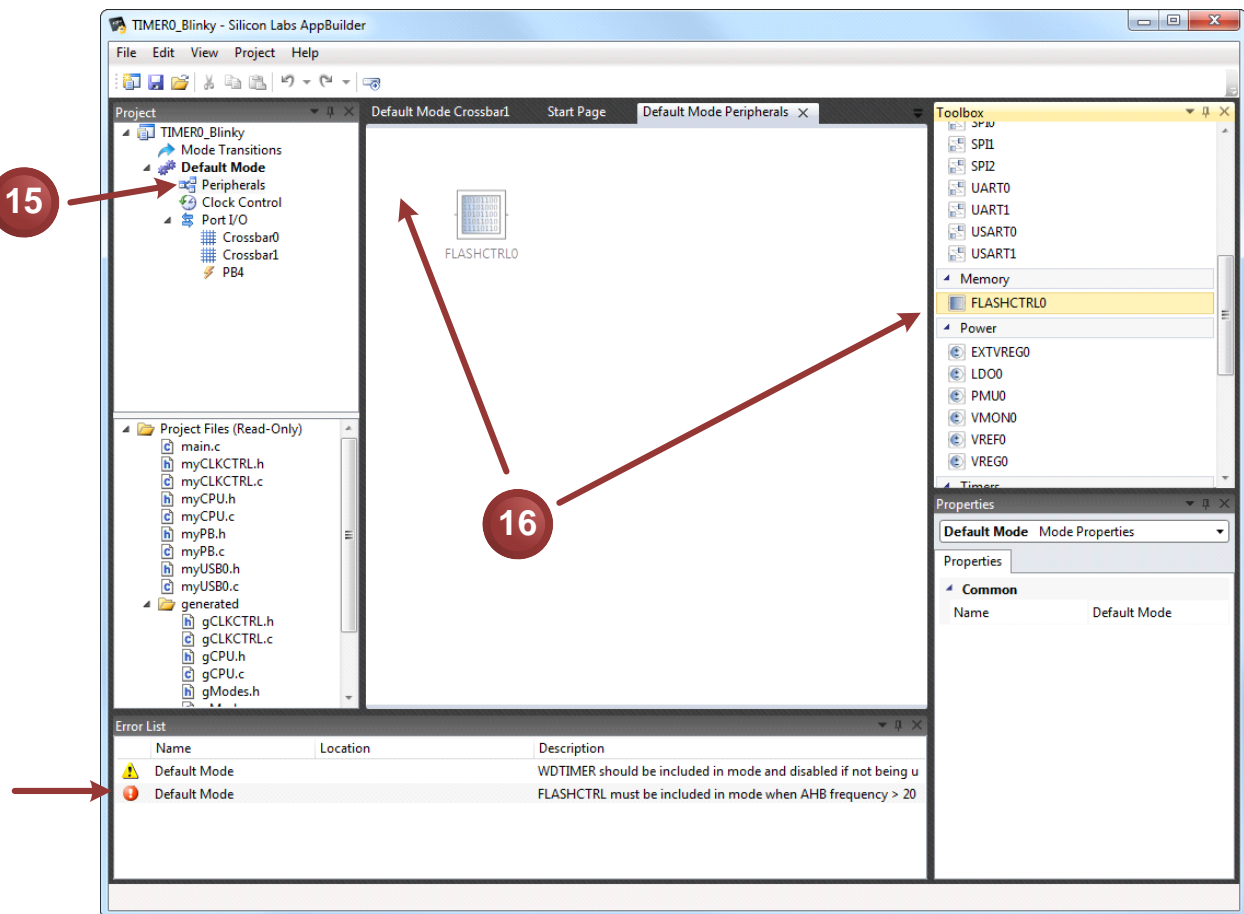 TIMER0_Blinky - Silicon Labs AppBuilder
File Edit View Project Help
Project
TIMER0_Blinky
Mode Transitions
Default Mode
Peripherals
Clock Control
Port I/O
Crossbar0
Crossbar1
PB4
15
Project Files (Read-Only)
main.c
myCLKCTRL.h
myCLKCTRL.c
myCPU.h
myCPU.c
myPB.h
myPB.c
myUSB0.h
myUSB0.c
generated
gCLKCTRL.h
gCLKCTRL.c
gCPU.h
gCPU.c
gModes.h
Default Mode Crossbar1 Start Page Default Mode Peripherals
FLASHCTRL0
16
Toolbox
SPI0
SPI1
SPI2
UART0
UART1
USART0
USART1
Memory
FLASHCTRL0
Power
EXTVREG0
LDO0
PMU0
VMON0
VREF0
VREG0
Timers
Properties
Default Mode Mode Properties
Properties
Common
Name Default Mode
Error List
Name Location Description
Default Mode WDTIMER should be included in mode and disabled if not being u
Default Mode FLASHCTRL must be included in mode when AHB frequency > 20